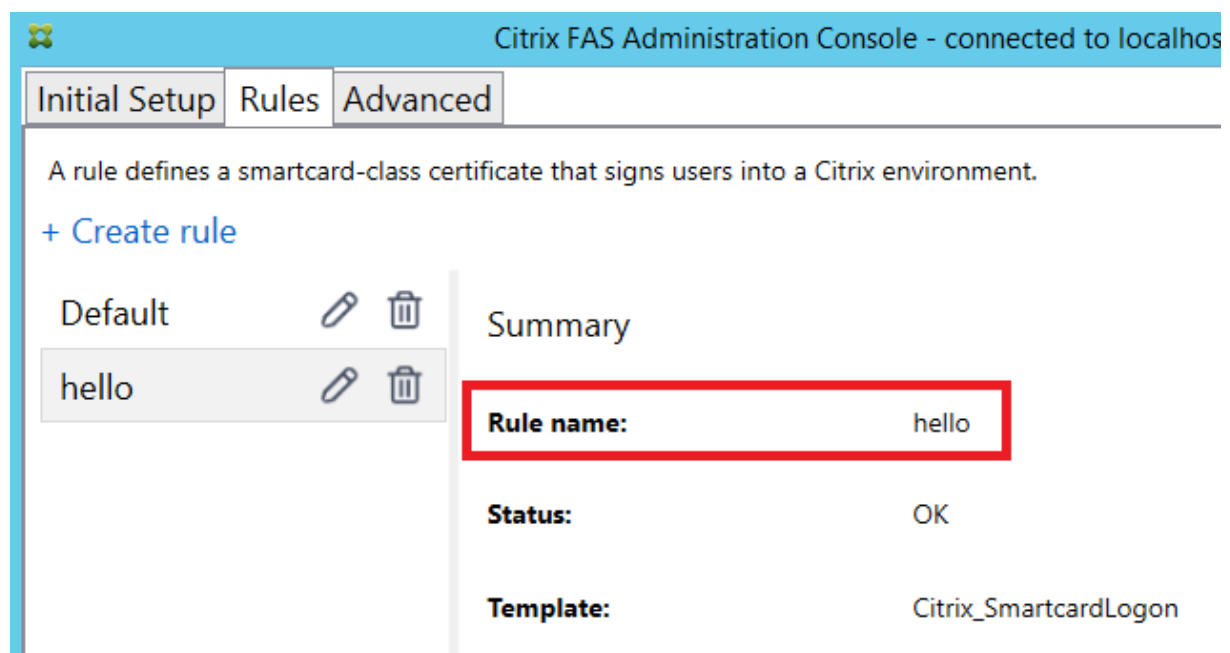 Citrix FAS Administration Console - connected to localhos
Initial Setup Rules Advanced
A rule defines a smartcard-class certificate that signs users into a Citrix environment.
+ Create rule
Default
hello
Summary
Rule name: hello
Status: OK
Template: Citrix_SmartcardLogon